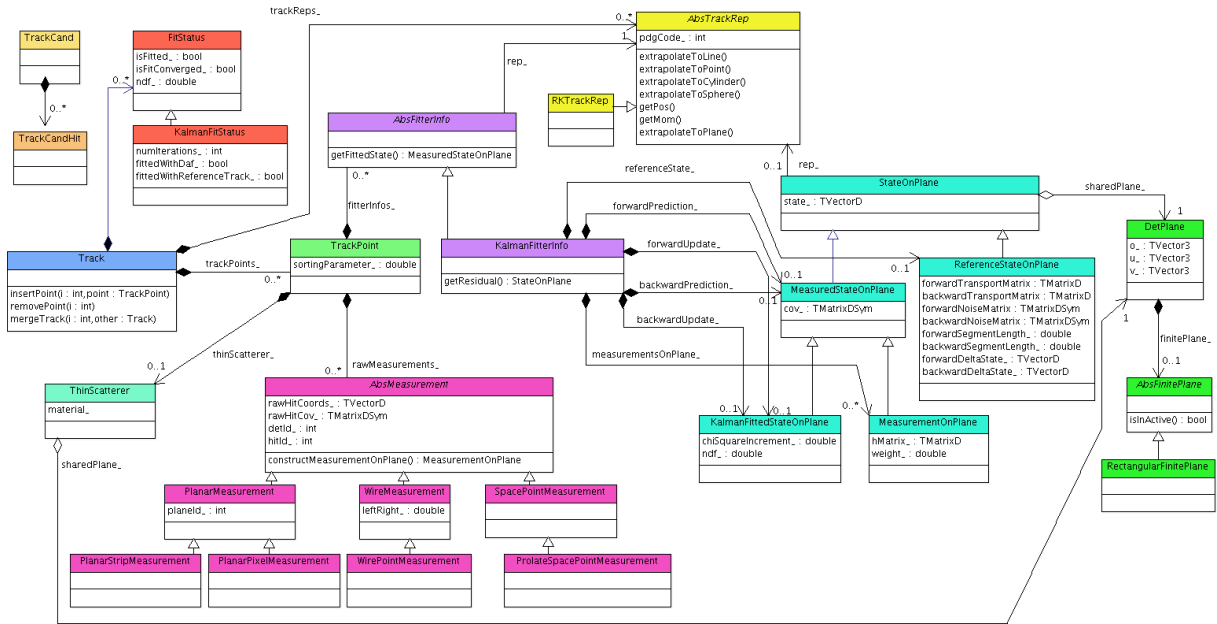 trackReps_
0..*
AbsTrackRep
pdgCode_ : int
extrapolateToLine()
extrapolateToPoint()
extrapolateToCylinder()
extrapolateToSphere()
getPos()
getMom()
extrapolateToPlane()
TrackCand
0..*
TrackCandHit
FitStatus
isFitted_ : bool
isFitConverged_ : bool
ndf_ : double
0..*
KalmanFitStatus
numIterations_ : int
fittedWithDaf_ : bool
fittedWithReferenceTrack_ : bool
1
rep_
RKTrackRep
AbsFitterInfo
getFittedState() : MeasuredStateOnPlane
0..*
fitterInfos_
0..1
rep_
referenceState_
StateOnPlane
state_ : TVectorD
sharedPlane_
1
DetPlane
o_ : TVector3
u_ : TVector3
v_ : TVector3
1
Track
insertPoint(i : int,point : TrackPoint)
removePoint(i : int)
mergeTrack(i : int,other : Track)
trackPoints_
0..*
TrackPoint
sortingParameter_ : double
KalmanFitterInfo
getResidual() : StateOnPlane
forwardPrediction_
forwardUpdate_
backwardPrediction_
backwardUpdate_
measurementsOnPlane_
0..1
0..1
0..1
MeasuredStateOnPlane
cov_ : TMatrixDSym
ReferenceStateOnPlane
forwardTransportMatrix : TMatrixD
backwardTransportMatrix : TMatrixD
forwardNoiseMatrix : TMatrixDSym
backwardNoiseMatrix : TMatrixDSym
forwardSegmentLength_ : double
backwardSegmentLength_ : double
forwardDeltaState_ : TVectorD
backwardDeltaState_ : TVectorD
finitePlane_
0..1
AbsFinitePlane
isInActive() : bool
RectangularFinitePlane
thinScatterer_
0..1
rawMeasurements_
0..*
ThinScatterer
material_
sharedPlane_
AbsMeasurement
rawHitCoords_ : TVectorD
rawHitCov_ : TMatrixDSym
detId_ : int
hitId_ : int
constructMeasurementOnPlane() : MeasurementOnPlane
0..1
0..1
0..*
KalmanFittedStateOnPlane
chiSquareIncrement_ : double
ndf_ : double
MeasurementOnPlane
hMatrix_ : TMatrixD
weight_ : double
PlanarMeasurement
planeId_ : int
WireMeasurement
leftRight_ : double
SpacePointMeasurement
PlanarStripMeasurement
PlanarPixelMeasurement
WirePointMeasurement
ProlateSpacePointMeasurement